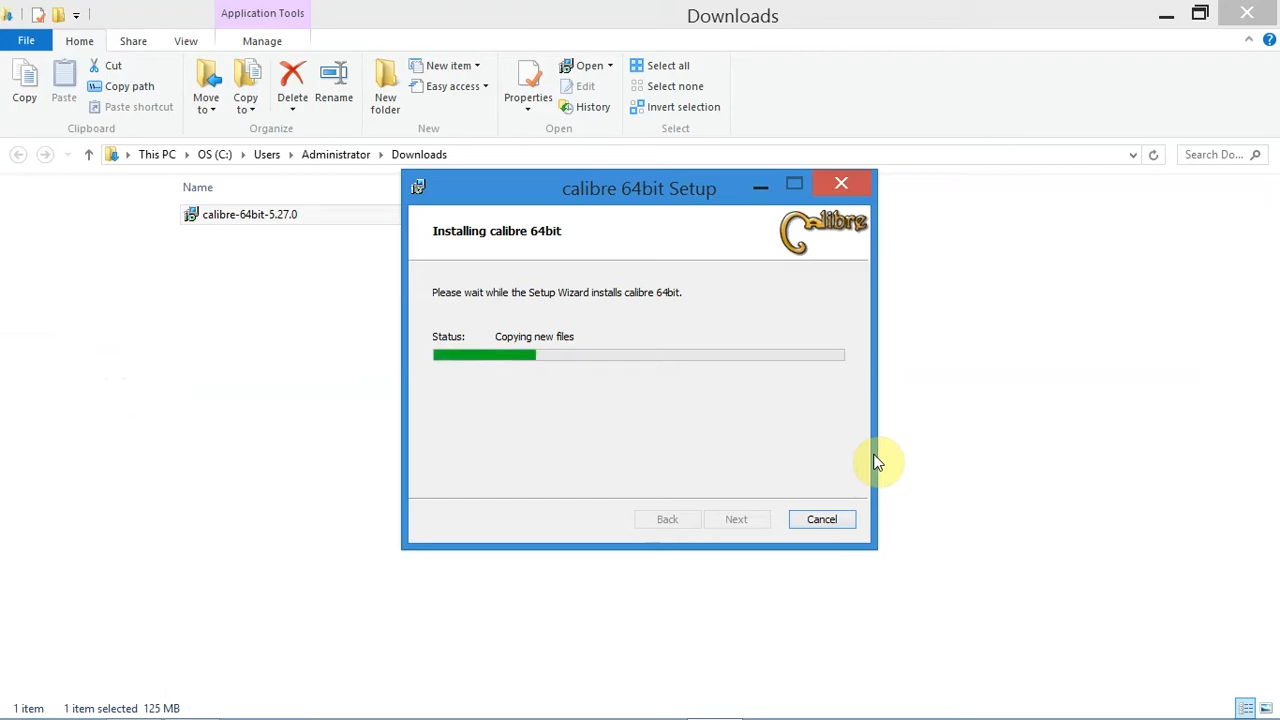 Application Tools
Downloads
File
Home
Share
View
Manage
Copy
Paste
Cut
Copy path
Paste shortcut
Clipboard
Move to
Copy to
Delete
Rename
Organize
New folder
New item
Easy access
New
Properties
Open
Edit
History
Open
Select all
Select none
Invert selection
Select
This PC
OS (C:)
Users
Administrator
Downloads
Search Do...
Name
calibre-64bit-5.27.0
calibre 64bit Setup
Installing calibre 64bit
Calibre
Please wait while the Setup Wizard installs calibre 64bit.
Status: Copying new files
Back
Next
Cancel
1 item 1 item selected 125 MB